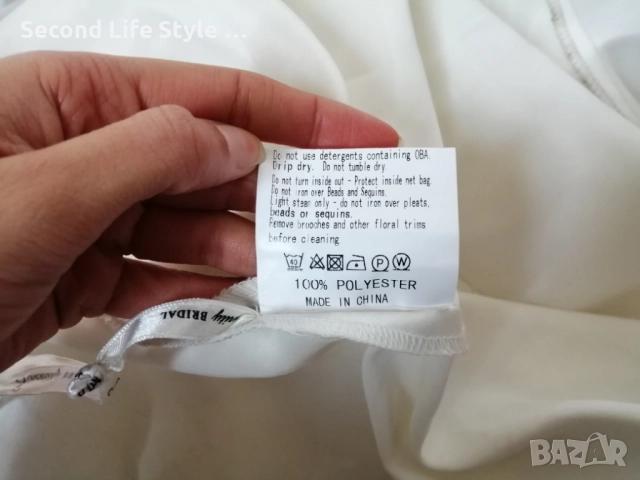 Second Life Style ...
Do not use detergents containing OBA.
Drip dry. Do not tumble dry
Do not turn inside out - Protect inside net bag
Do not iron over Beads and Sequins.
Light steam only - do not iron over pleats,
beads or sequins.
Remove brooches and other floral trims
before cleaning
40 P W
100% POLYESTER
MADE IN CHINA
BRIDAL
BAZAR